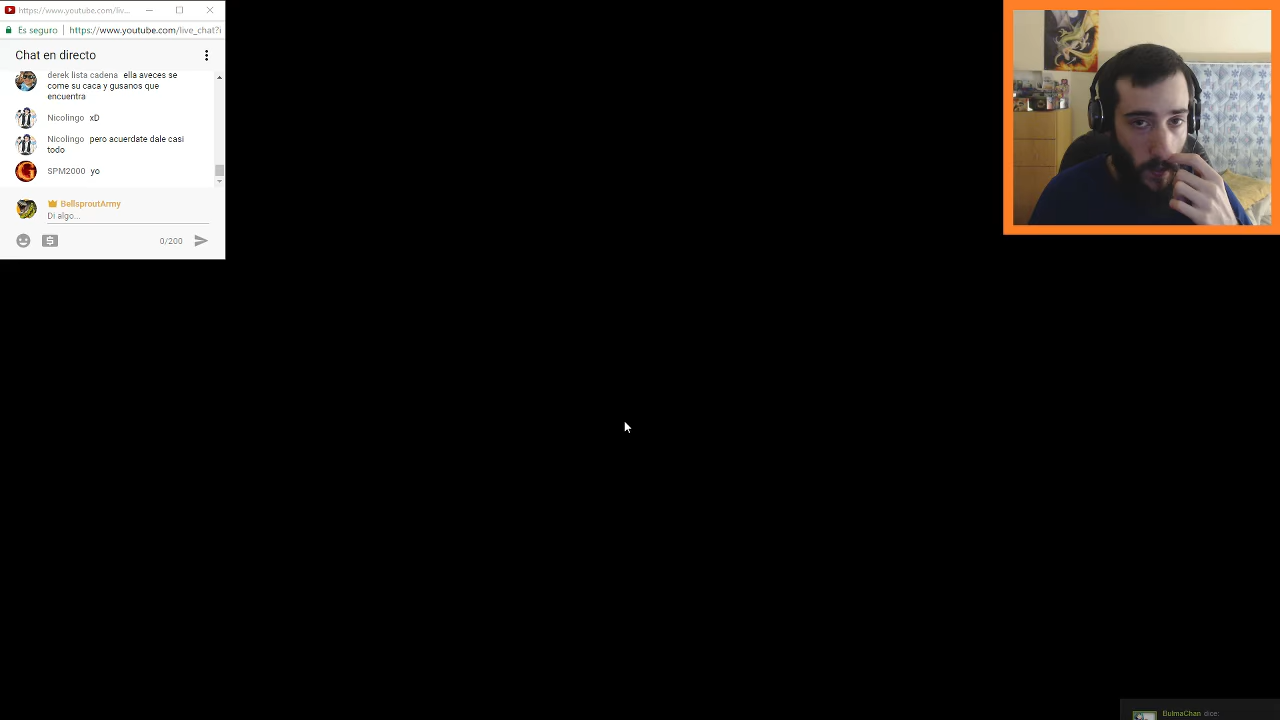 https://www.youtube.com/liv...
Es seguro | https://www.youtube.com/live_chat?i
Chat en directo
derek lista cadena ella aveces se
come su caca y gusanos que
encuentra
Nicolingo xD
Nicolingo pero acuerdate dale casi
todo
SPM2000 yo
BellsproutArmy
Di algo...
0/200
BulmaChan dice: